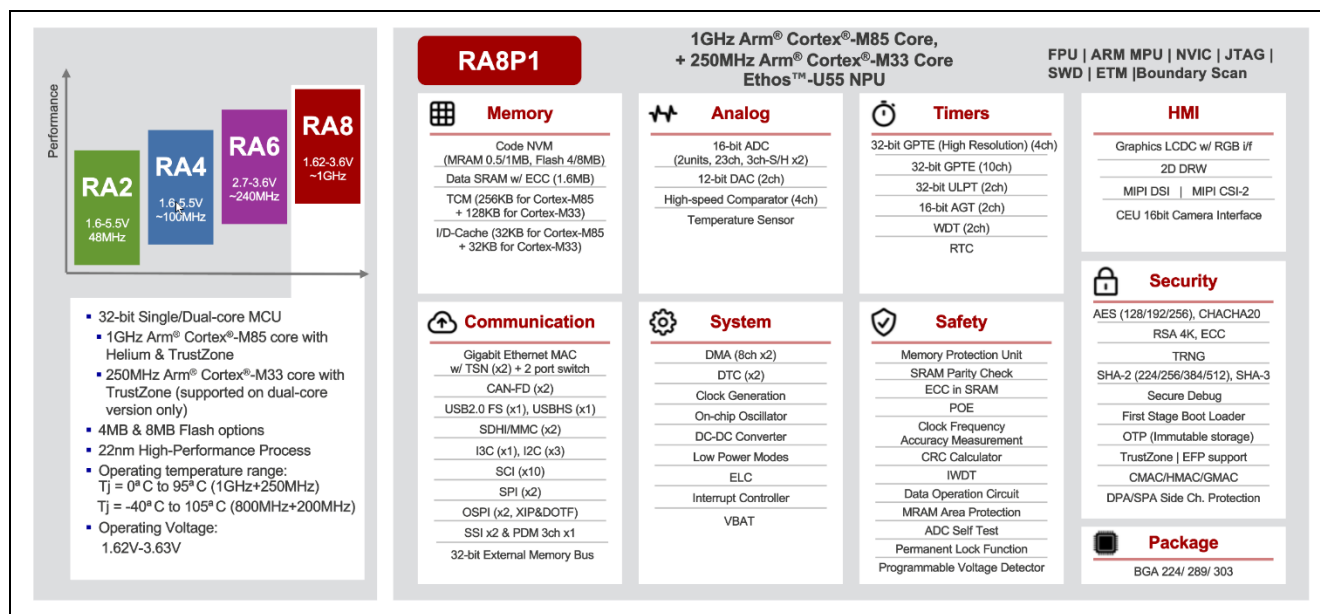 Performance
RA2
1.6-5.5V
48MHz
RA4
1.6-5.5V
~100MHz
RA6
2.7-3.6V
~240MHz
RA8
1.62-3.6V
~1GHz
▪ 32-bit Single/Dual-core MCU
▪ 1GHz Arm® Cortex®-M85 core with
Helium & TrustZone
▪ 250MHz Arm® Cortex®-M33 core with
TrustZone (supported on dual-core
version only)
▪ 4MB & 8MB Flash options
▪ 22nm High-Performance Process
▪ Operating temperature range:
Tj = 0ªC to 95ªC (1GHz+250MHz)
Tj = -40ªC to 105ªC (800MHz+200MHz)
▪ Operating Voltage:
1.62V-3.63V
RA8P1
1GHz Arm® Cortex®-M85 Core,
+ 250MHz Arm® Cortex®-M33 Core
Ethos™-U55 NPU
FPU | ARM MPU | NVIC | JTAG |
SWD | ETM |Boundary Scan
Memory
Code NVM
(MRAM 0.5/1MB, Flash 4/8MB)
Data SRAM w/ ECC (1.6MB)
TCM (256KB for Cortex-M85
+ 128KB for Cortex-M33)
I/D-Cache (32KB for Cortex-M85
+ 32KB for Cortex-M33)
Analog
16-bit ADC
(2units, 23ch, 3ch-S/H x2)
12-bit DAC (2ch)
High-speed Comparator (4ch)
Temperature Sensor
Timers
32-bit GPTE (High Resolution) (4ch)
32-bit GPTE (10ch)
32-bit ULPT (2ch)
16-bit AGT (2ch)
WDT (2ch)
RTC
HMI
Graphics LCDC w/ RGB i/f
2D DRW
MIPI DSI | MIPI CSI-2
CEU 16bit Camera Interface
Communication
Gigabit Ethernet MAC
w/ TSN (x2) + 2 port switch
CAN-FD (x2)
USB2.0 FS (x1), USBHS (x1)
SDHI/MMC (x2)
I3C (x1), I2C (x3)
SCI (x10)
SPI (x2)
OSPI (x2, XIP&DOTF)
SSI x2 & PDM 3ch x1
32-bit External Memory Bus
System
DMA (8ch x2)
DTC (x2)
Clock Generation
On-chip Oscillator
DC-DC Converter
Low Power Modes
ELC
Interrupt Controller
VBAT
Safety
Memory Protection Unit
SRAM Parity Check
ECC in SRAM
POE
Clock Frequency
Accuracy Measurement
CRC Calculator
IWDT
Data Operation Circuit
MRAM Area Protection
ADC Self Test
Permanent Lock Function
Programmable Voltage Detector
Security
AES (128/192/256), CHACHA20
RSA 4K, ECC
TRNG
SHA-2 (224/256/384/512), SHA-3
Secure Debug
First Stage Boot Loader
OTP (Immutable storage)
TrustZone | EFP support
CMAC/HMAC/GMAC
DPA/SPA Side Ch. Protection
Package
BGA 224/ 289/ 303